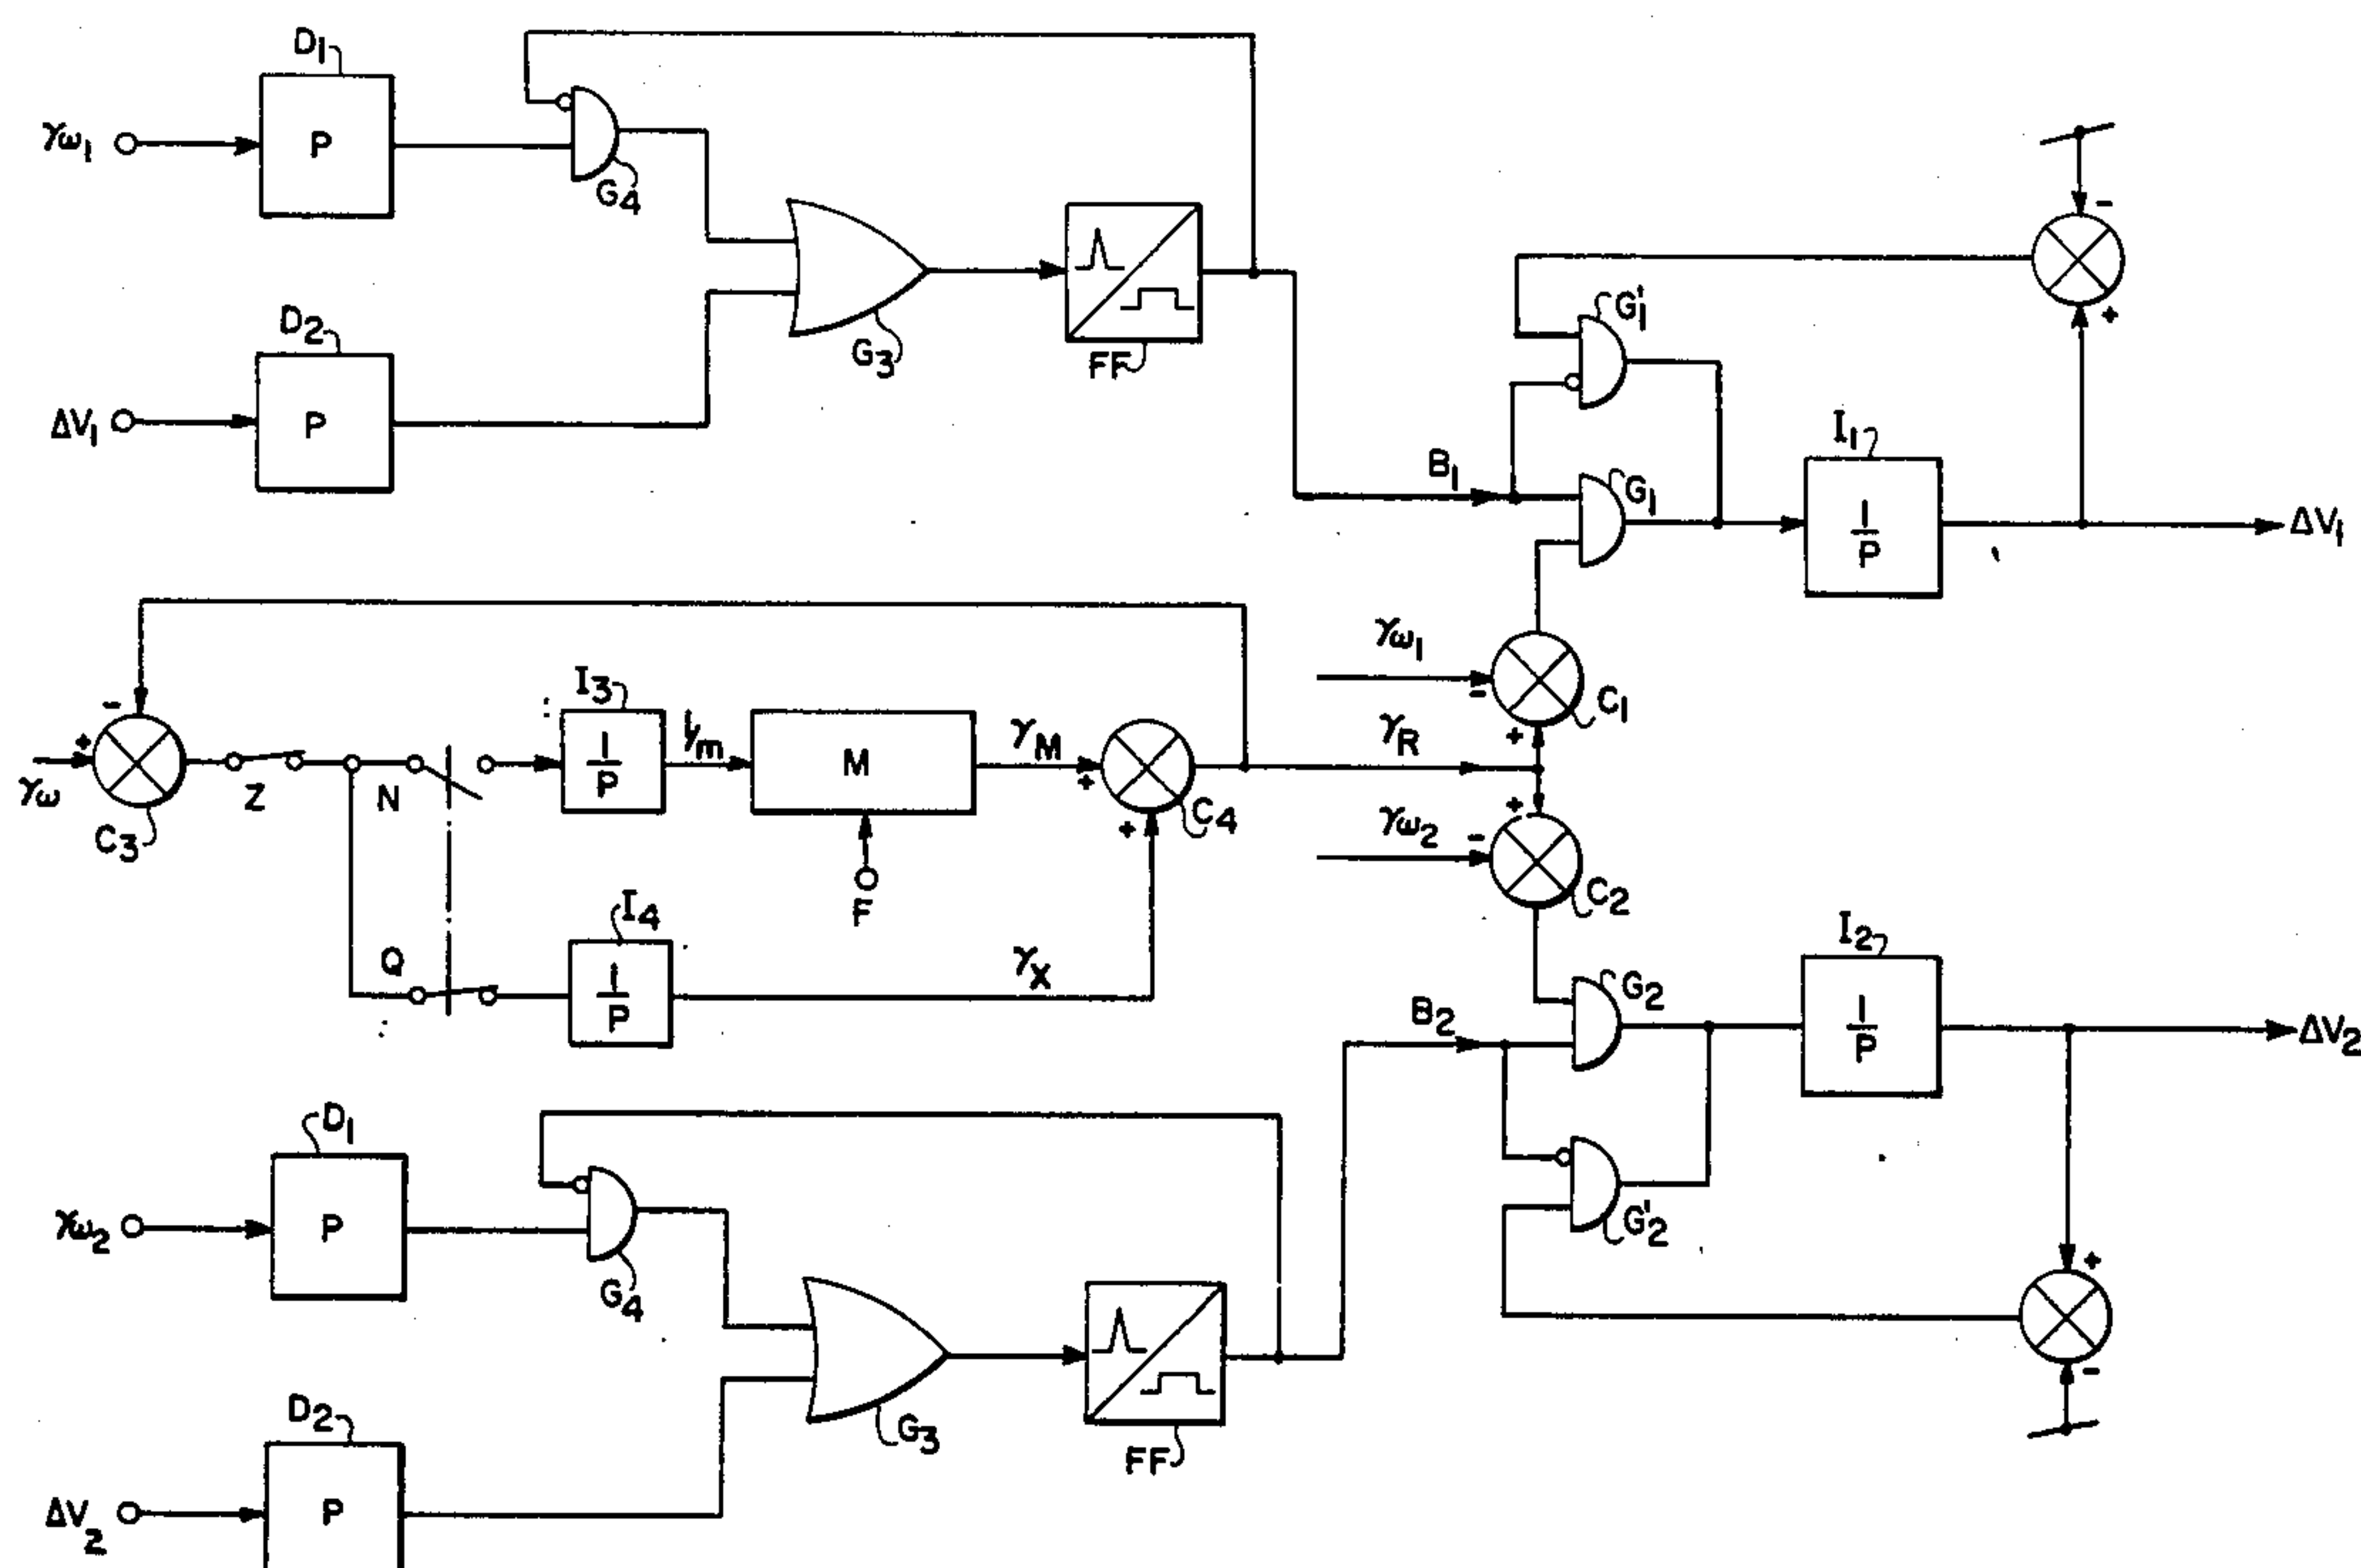 D1
γω1
P
G4
D2
ΔV1
P
G3
FF
-
G'1
+
B1
G1
I1
1/P
ΔV1
γω1
-
C1
+
-
+
γω
C3
Z
N
I3
1/P
1/m
M
γM
+
C4
+
F
γR
+
γω2
-
C2
Q
I4
1/P
γX
B2
G2
I2
1/P
ΔV2
G'2
+
-
D1
γω2
P
G4
D2
ΔV2
P
G3
FF